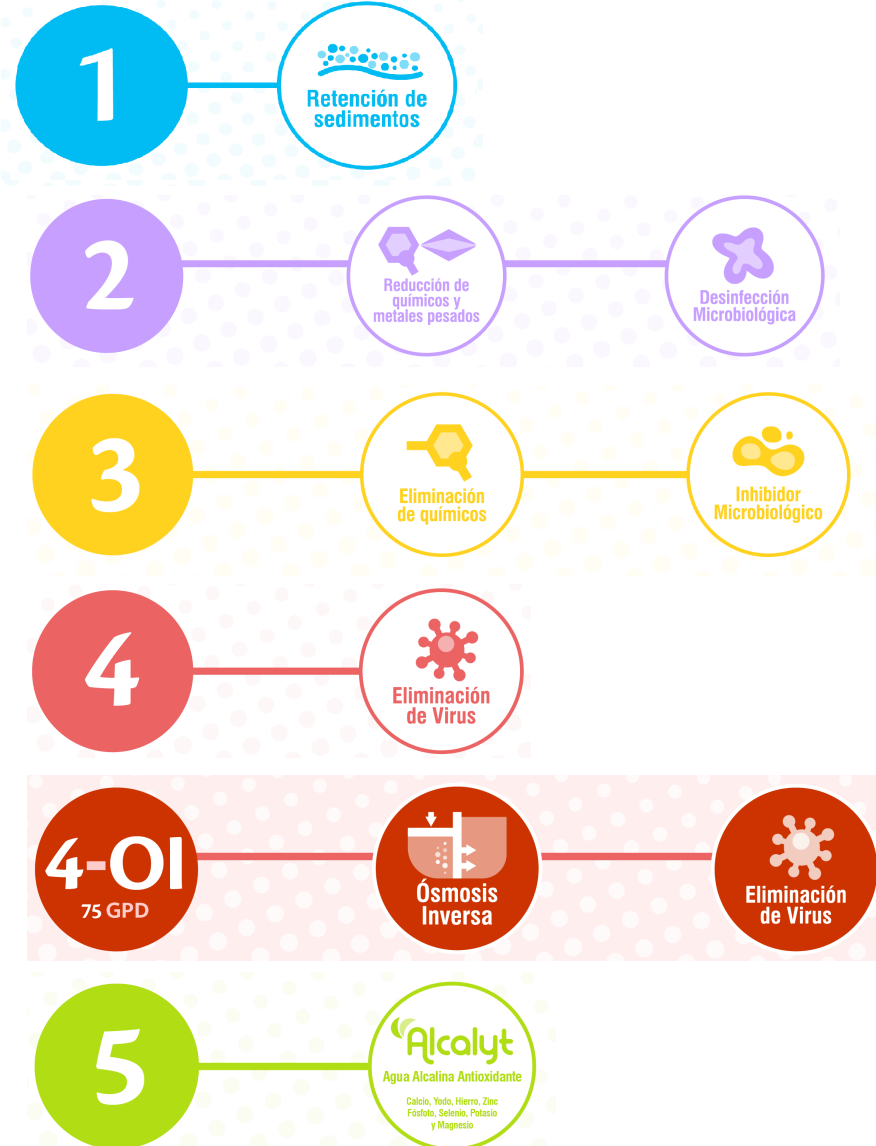 1
Retención de
sedimentos
2
Reducción de
químicos y
metales pesados
Desinfección
Microbiológica
3
Eliminación
de químicos
Inhibidor
Microbiológico
4
Eliminación
de Virus
4-OI
75 GPD
Ósmosis
Inversa
Eliminación
de Virus
5
Alcalyt
Agua Alcalina Antioxidante
Calcio, Yodo, Hierro, Zinc
Fósfoto, Selenio, Potasio
y Magnesio